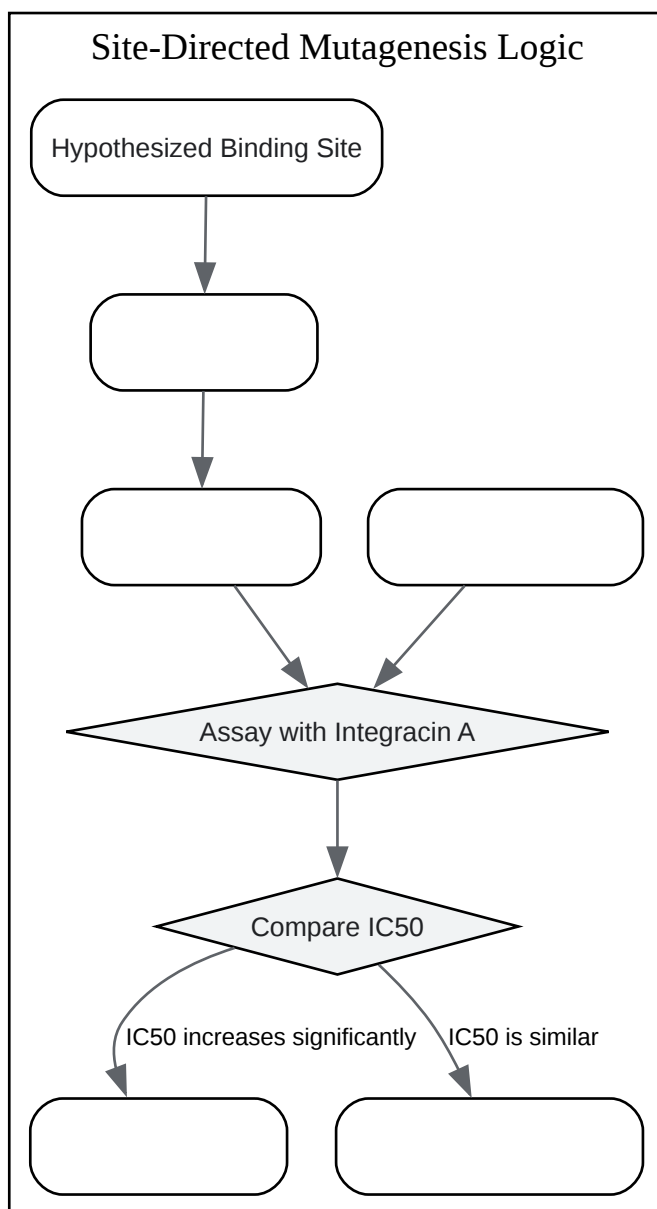 Site-Directed Mutagenesis Logic
Hypothesized Binding Site
Assay with Integracin A
Compare IC50
IC50 increases significantly
IC50 is similar